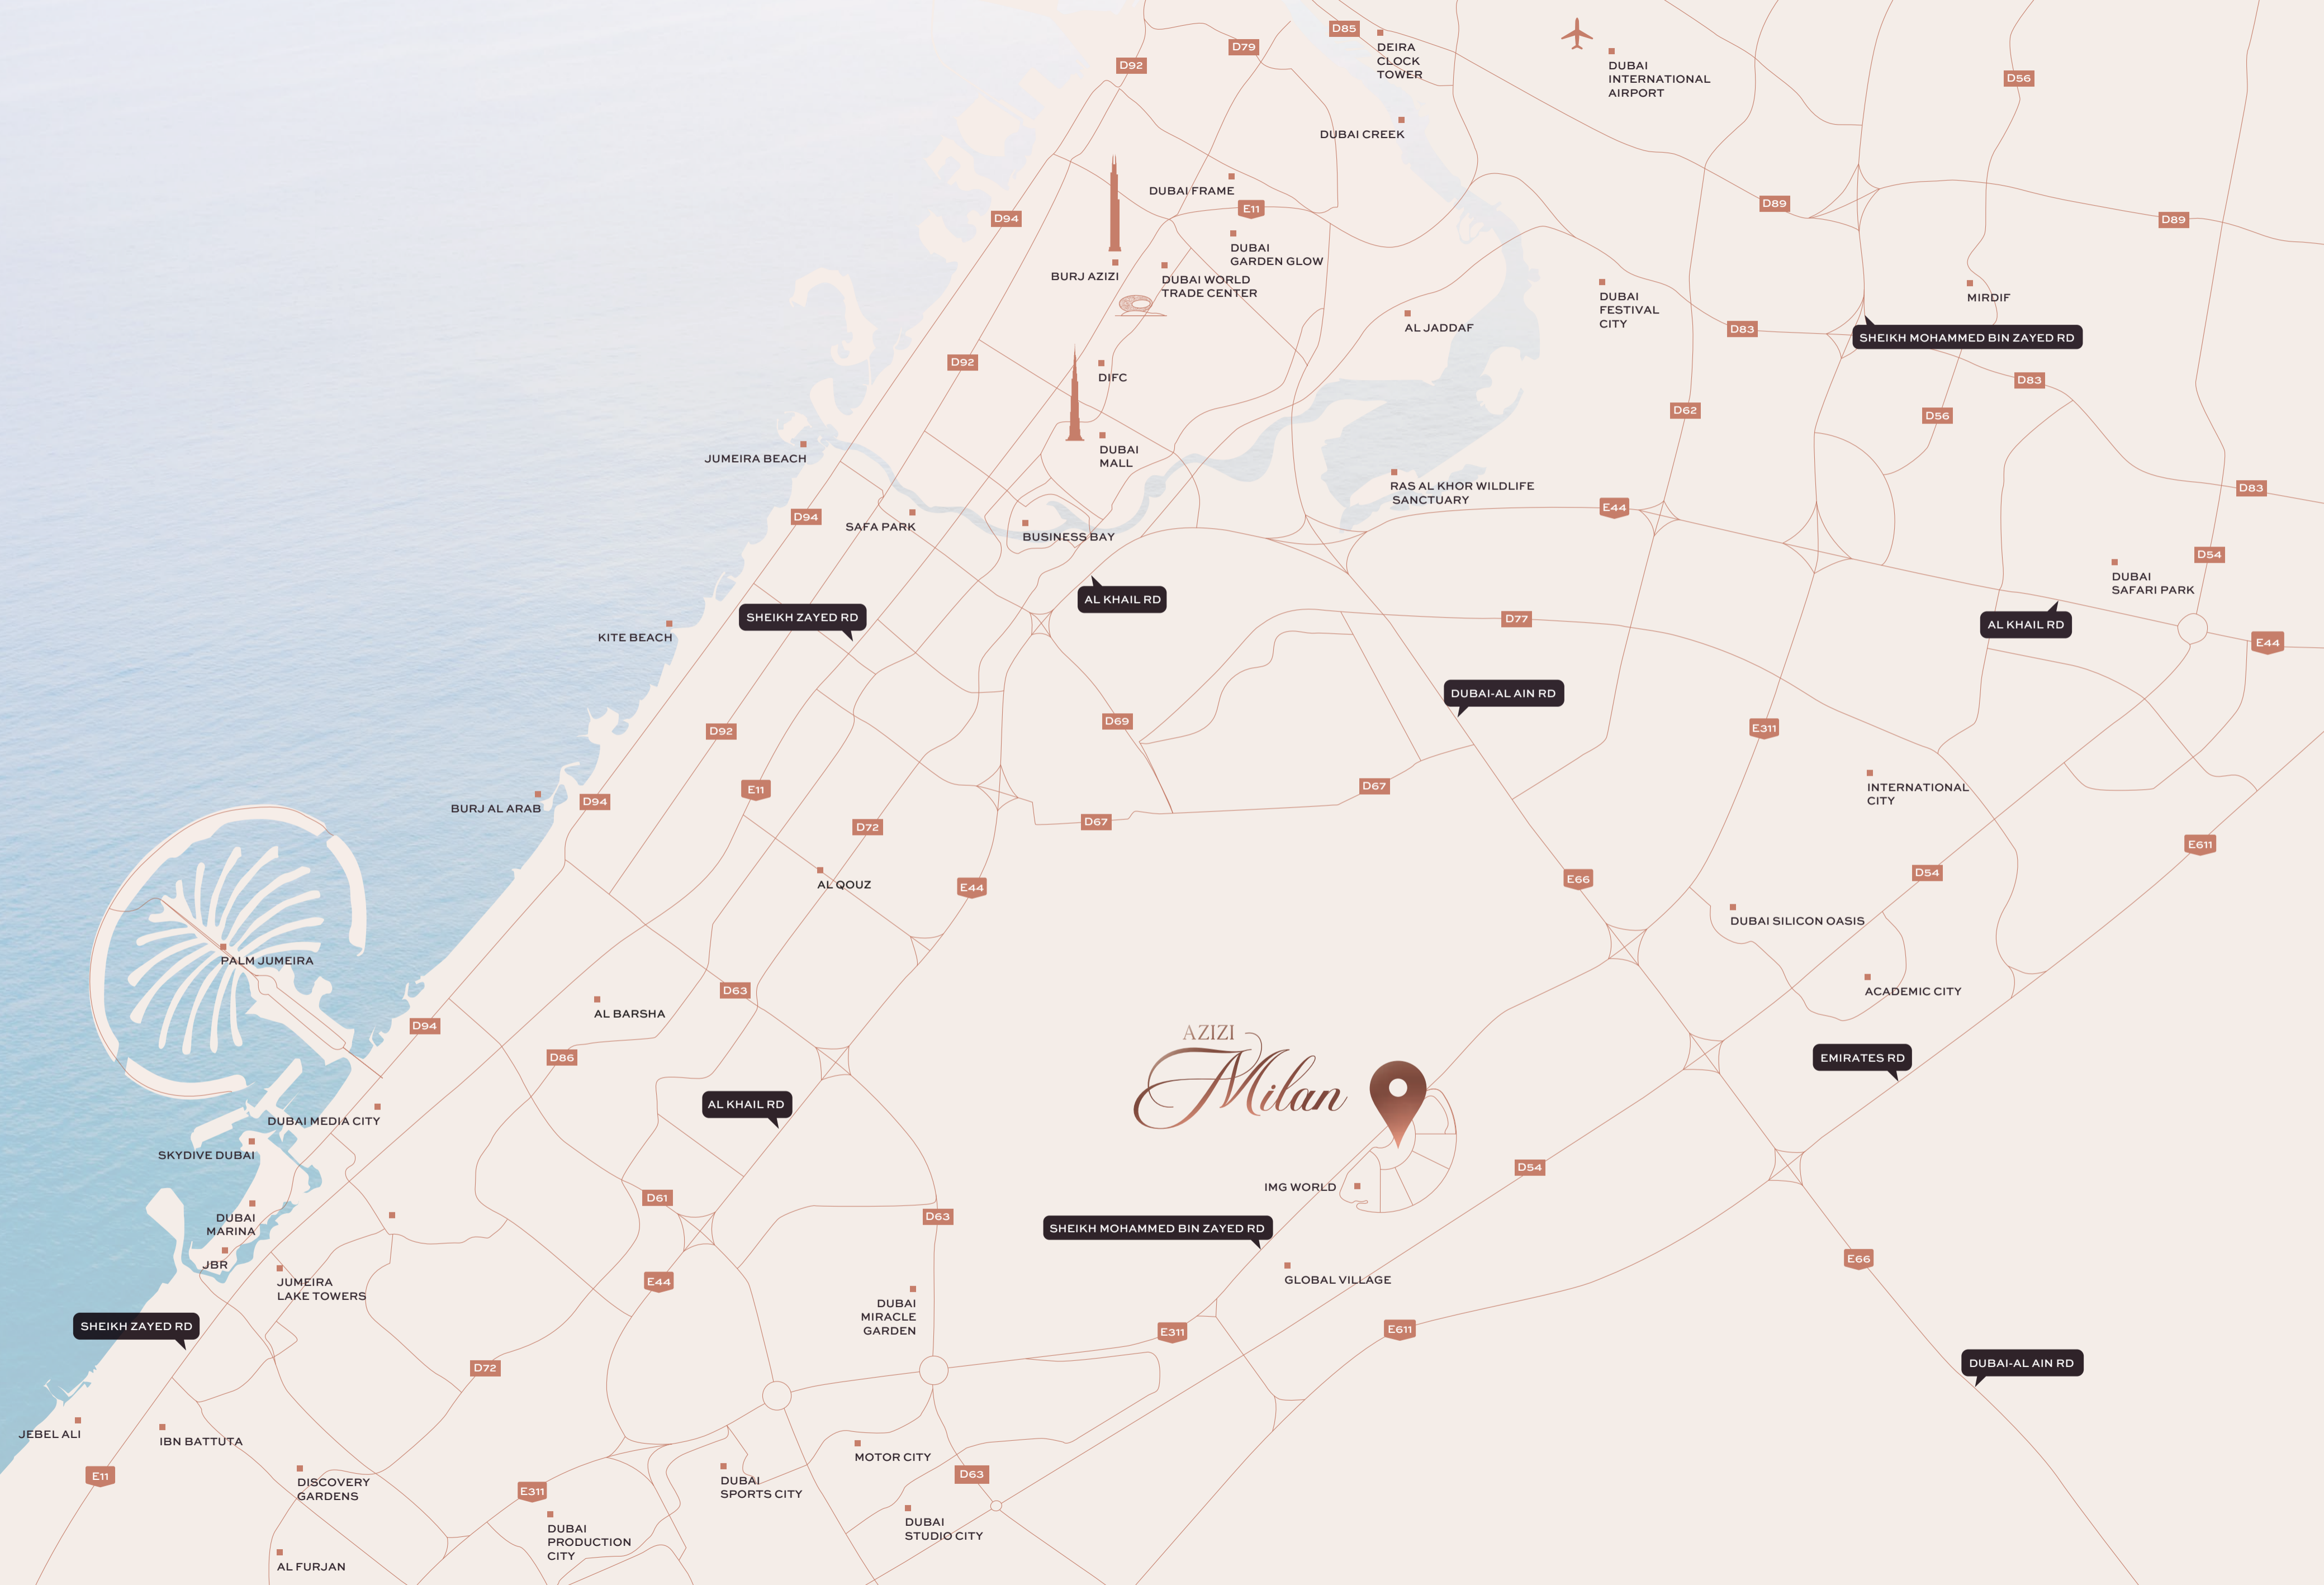 D85
DEIRA
CLOCK
TOWER
D79
D92
DUBAI
INTERNATIONAL
AIRPORT
D56
DUBAI CREEK
DUBAI FRAME
E11
D94
D89
D89
DUBAI
GARDEN GLOW
BURJ AZIZI
DUBAI WORLD
TRADE CENTER
DUBAI
FESTIVAL
CITY
MIRDIF
AL JADDAF
D83
SHEIKH MOHAMMED BIN ZAYED RD
D92
DIFC
D83
D62
D56
JUMEIRA BEACH
DUBAI
MALL
RAS AL KHOR WILDLIFE
SANCTUARY
D83
E44
D94
SAFA PARK
BUSINESS BAY
D54
DUBAI
SAFARI PARK
AL KHAIL RD
SHEIKH ZAYED RD
D77
AL KHAIL RD
KITE BEACH
E44
DUBAI-AL AIN RD
D69
D92
E311
E11
D67
INTERNATIONAL
CITY
BURJ AL ARAB
D94
D67
D72
E611
AL QOUZ
E44
E66
D54
DUBAI SILICON OASIS
PALM JUMEIRA
D63
ACADEMIC CITY
AL BARSHA
D94
AZIZI
Milan
D86
EMIRATES RD
AL KHAIL RD
DUBAI MEDIA CITY
SKYDIVE DUBAI
D54
IMG WORLD
D61
D63
DUBAI
MARINA
SHEIKH MOHAMMED BIN ZAYED RD
E66
JBR
JUMEIRA
LAKE TOWERS
E44
GLOBAL VILLAGE
DUBAI
MIRACLE
GARDEN
SHEIKH ZAYED RD
E311
E611
D72
DUBAI-AL AIN RD
JEBEL ALI
IBN BATTUTA
MOTOR CITY
E11
DISCOVERY
GARDENS
DUBAI
SPORTS CITY
D63
E311
DUBAI
STUDIO CITY
DUBAI
PRODUCTION
CITY
AL FURJAN